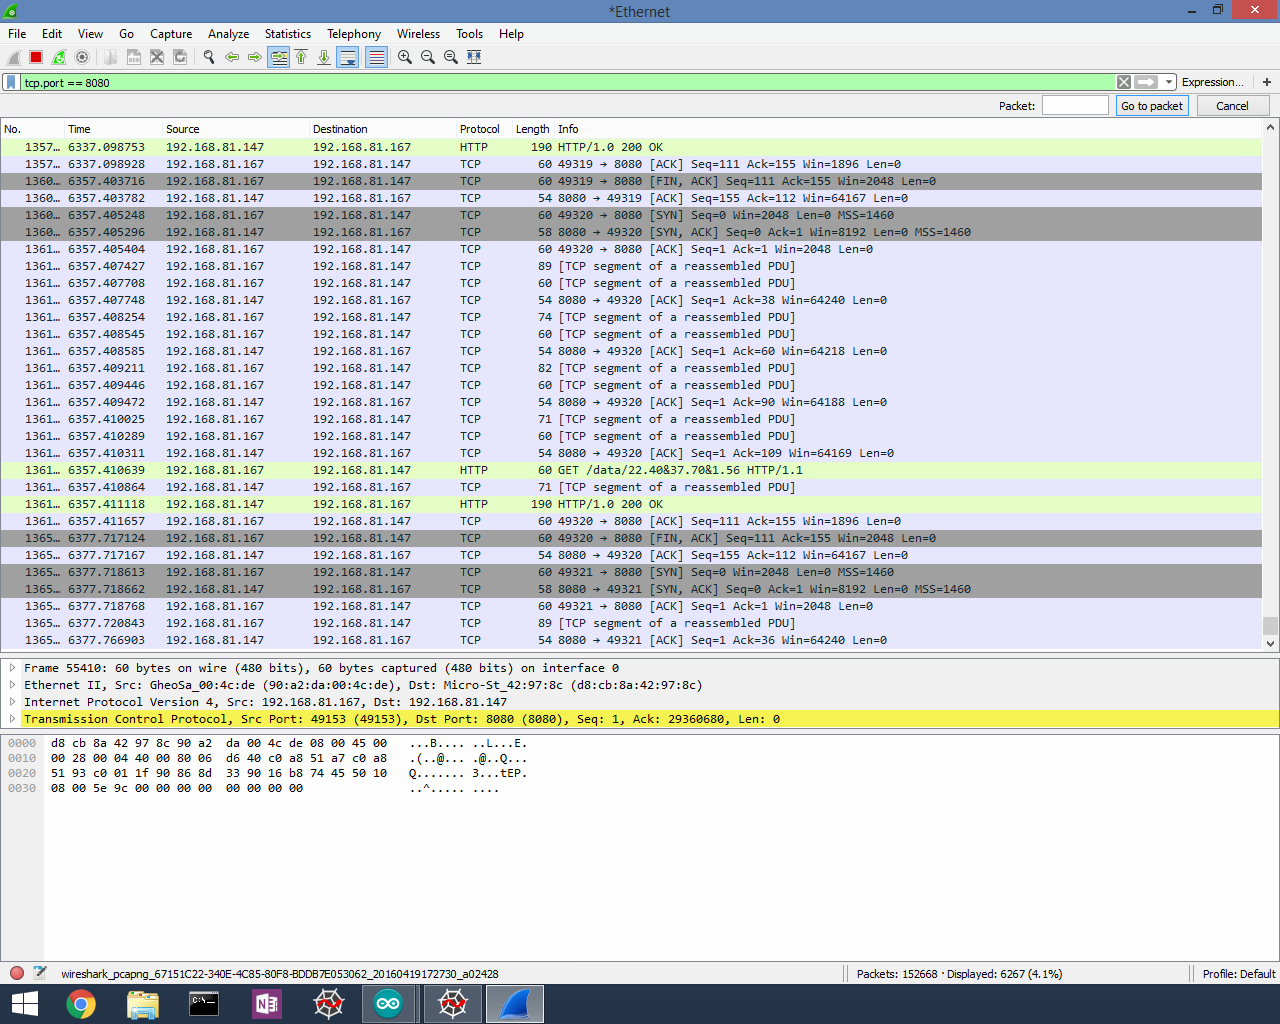 *Ethernet
File Edit View Go Capture Analyze Statistics Telephony Wireless Tools Help
tcp.port == 8080 Expression... +
Packet: Go to packet Cancel
No. Time Source Destination Protocol Length Info
1357... 6337.098753 192.168.81.147 192.168.81.167 HTTP 190 HTTP/1.0 200 OK
1357... 6337.098928 192.168.81.167 192.168.81.147 TCP 60 49319 → 8080 [ACK] Seq=111 Ack=155 Win=1896 Len=0
1360... 6357.403716 192.168.81.167 192.168.81.147 TCP 60 49319 → 8080 [FIN, ACK] Seq=111 Ack=155 Win=2048 Len=0
1360... 6357.403782 192.168.81.147 192.168.81.167 TCP 54 8080 → 49319 [ACK] Seq=155 Ack=112 Win=64167 Len=0
1360... 6357.405248 192.168.81.167 192.168.81.147 TCP 60 49320 → 8080 [SYN] Seq=0 Win=2048 Len=0 MSS=1460
1360... 6357.405296 192.168.81.147 192.168.81.167 TCP 58 8080 → 49320 [SYN, ACK] Seq=0 Ack=1 Win=8192 Len=0 MSS=1460
1361... 6357.405404 192.168.81.167 192.168.81.147 TCP 60 49320 → 8080 [ACK] Seq=1 Ack=1 Win=2048 Len=0
1361... 6357.407427 192.168.81.167 192.168.81.147 TCP 89 [TCP segment of a reassembled PDU]
1361... 6357.407708 192.168.81.167 192.168.81.147 TCP 60 [TCP segment of a reassembled PDU]
1361... 6357.407748 192.168.81.147 192.168.81.167 TCP 54 8080 → 49320 [ACK] Seq=1 Ack=38 Win=64240 Len=0
1361... 6357.408254 192.168.81.167 192.168.81.147 TCP 74 [TCP segment of a reassembled PDU]
1361... 6357.408545 192.168.81.167 192.168.81.147 TCP 60 [TCP segment of a reassembled PDU]
1361... 6357.408585 192.168.81.147 192.168.81.167 TCP 54 8080 → 49320 [ACK] Seq=1 Ack=60 Win=64218 Len=0
1361... 6357.409211 192.168.81.167 192.168.81.147 TCP 82 [TCP segment of a reassembled PDU]
1361... 6357.409446 192.168.81.167 192.168.81.147 TCP 60 [TCP segment of a reassembled PDU]
1361... 6357.409472 192.168.81.147 192.168.81.167 TCP 54 8080 → 49320 [ACK] Seq=1 Ack=90 Win=64188 Len=0
1361... 6357.410025 192.168.81.167 192.168.81.147 TCP 71 [TCP segment of a reassembled PDU]
1361... 6357.410289 192.168.81.167 192.168.81.147 TCP 60 [TCP segment of a reassembled PDU]
1361... 6357.410311 192.168.81.147 192.168.81.167 TCP 54 8080 → 49320 [ACK] Seq=1 Ack=109 Win=64169 Len=0
1361... 6357.410639 192.168.81.167 192.168.81.147 HTTP 60 GET /data/22.40&37.70&1.56 HTTP/1.1
1361... 6357.410864 192.168.81.147 192.168.81.167 TCP 71 [TCP segment of a reassembled PDU]
1361... 6357.411118 192.168.81.147 192.168.81.167 HTTP 190 HTTP/1.0 200 OK
1361... 6357.411657 192.168.81.167 192.168.81.147 TCP 60 49320 → 8080 [ACK] Seq=111 Ack=155 Win=1896 Len=0
1365... 6377.717124 192.168.81.167 192.168.81.147 TCP 60 49320 → 8080 [FIN, ACK] Seq=111 Ack=155 Win=2048 Len=0
1365... 6377.717167 192.168.81.147 192.168.81.167 TCP 54 8080 → 49320 [ACK] Seq=155 Ack=112 Win=64167 Len=0
1365... 6377.718613 192.168.81.167 192.168.81.147 TCP 60 49321 → 8080 [SYN] Seq=0 Win=2048 Len=0 MSS=1460
1365... 6377.718662 192.168.81.147 192.168.81.167 TCP 58 8080 → 49321 [SYN, ACK] Seq=0 Ack=1 Win=8192 Len=0 MSS=1460
1365... 6377.718768 192.168.81.167 192.168.81.147 TCP 60 49321 → 8080 [ACK] Seq=1 Ack=1 Win=2048 Len=0
1365... 6377.720843 192.168.81.167 192.168.81.147 TCP 89 [TCP segment of a reassembled PDU]
1365... 6377.766903 192.168.81.147 192.168.81.167 TCP 54 8080 → 49321 [ACK] Seq=1 Ack=36 Win=64240 Len=0
Frame 55410: 60 bytes on wire (480 bits), 60 bytes captured (480 bits) on interface 0
Ethernet II, Src: GheoSa_00:4c:de (90:a2:da:00:4c:de), Dst: Micro-St_42:97:8c (d8:cb:8a:42:97:8c)
Internet Protocol Version 4, Src: 192.168.81.167, Dst: 192.168.81.147
Transmission Control Protocol, Src Port: 49153 (49153), Dst Port: 8080 (8080), Seq: 1, Ack: 29360680, Len: 0
0000 d8 cb 8a 42 97 8c 90 a2 da 00 4c de 08 00 45 00 ...B.... ..L...E.
0010 00 28 00 04 40 00 80 06 d6 40 c0 a8 51 a7 c0 a8 .(..@... .@..Q...
0020 51 93 c0 01 1f 90 86 8d 33 90 16 b8 74 45 50 10 Q....... 3...tEP.
0030 08 00 5e 9c 00 00 00 00 00 00 00 00 ..^..... ....
wireshark_pcapng_67151C22-340E-4C85-80F8-BDDB7E053062_20160419172730_a02428 Packets: 152668 · Displayed: 6267 (4.1%) Profile: Default